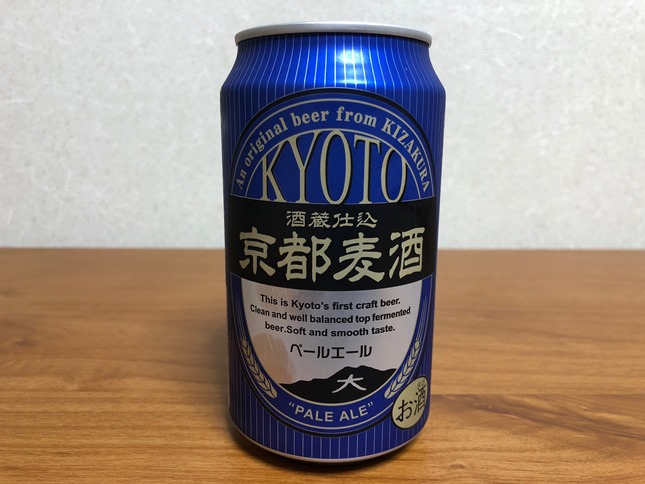 An original beer from KIZAKURA
KYOTO
酒蔵仕込
京都麦酒
This is Kyoto's first craft beer.
Clean and well balanced top fermented
beer.Soft and smooth taste.
ペールエール
大
"PALE ALE"
お酒